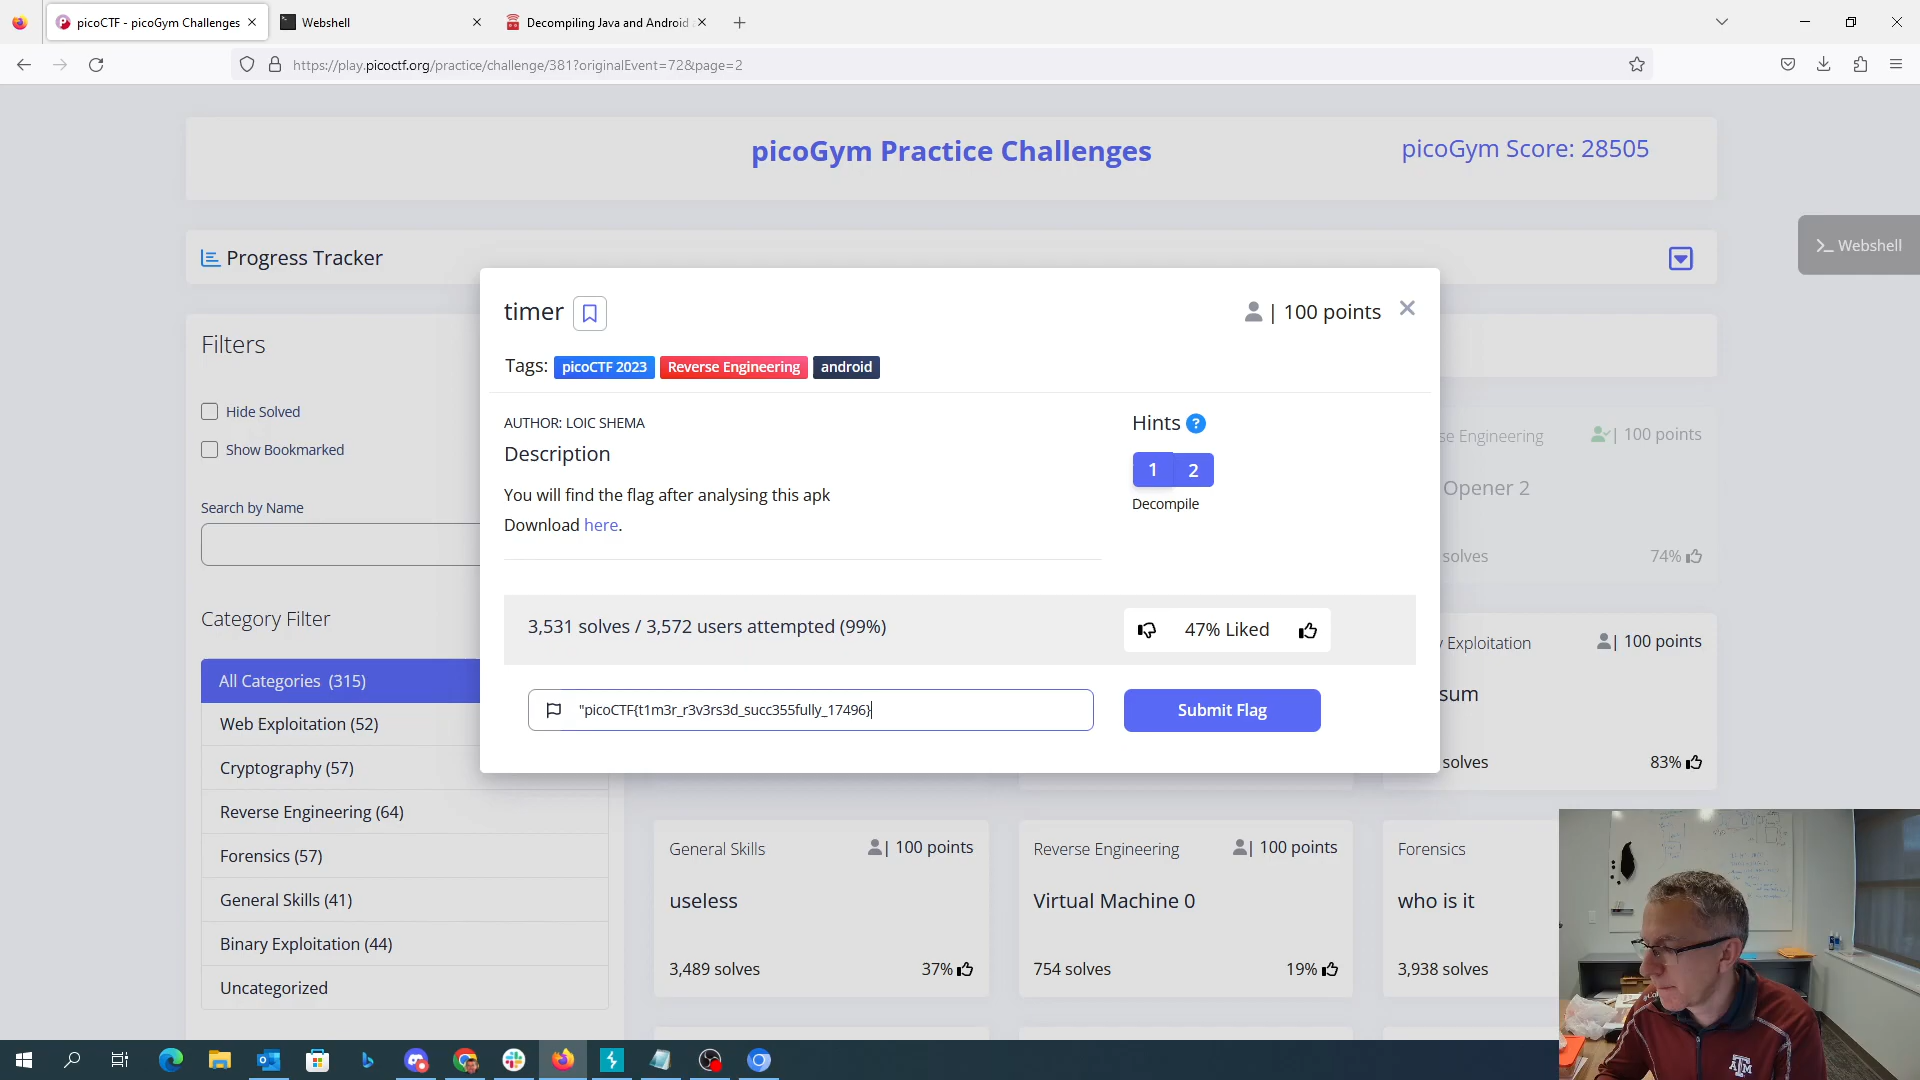 picoCTF - picoGym Challenges
Webshell
Decompiling Java and Android
https://play.picoctf.org/practice/challenge/381?originalEvent=72&page=2
picoGym Practice Challenges
picoGym Score: 28505
Progress Tracker
>_ Webshell
Filters
Hide Solved
Show Bookmarked
Search by Name
Category Filter
All Categories (315)
Web Exploitation (52)
Cryptography (57)
Reverse Engineering (64)
Forensics (57)
General Skills (41)
Binary Exploitation (44)
Uncategorized
timer
| 100 points
Tags: picoCTF 2023 Reverse Engineering android
AUTHOR: LOIC SHEMA
Description
You will find the flag after analysing this apk
Download here.
Hints ?
1 2
Decompile
3,531 solves / 3,572 users attempted (99%)
47% Liked
"picoCTF{t1m3r_r3v3rs3d_succ355fully_17496}
Submit Flag
se Engineering
| 100 points
Opener 2
solves
74%
y Exploitation
| 100 points
sum
solves
83%
General Skills
| 100 points
useless
3,489 solves
37%
Reverse Engineering
| 100 points
Virtual Machine 0
754 solves
19%
Forensics
who is it
3,938 solves